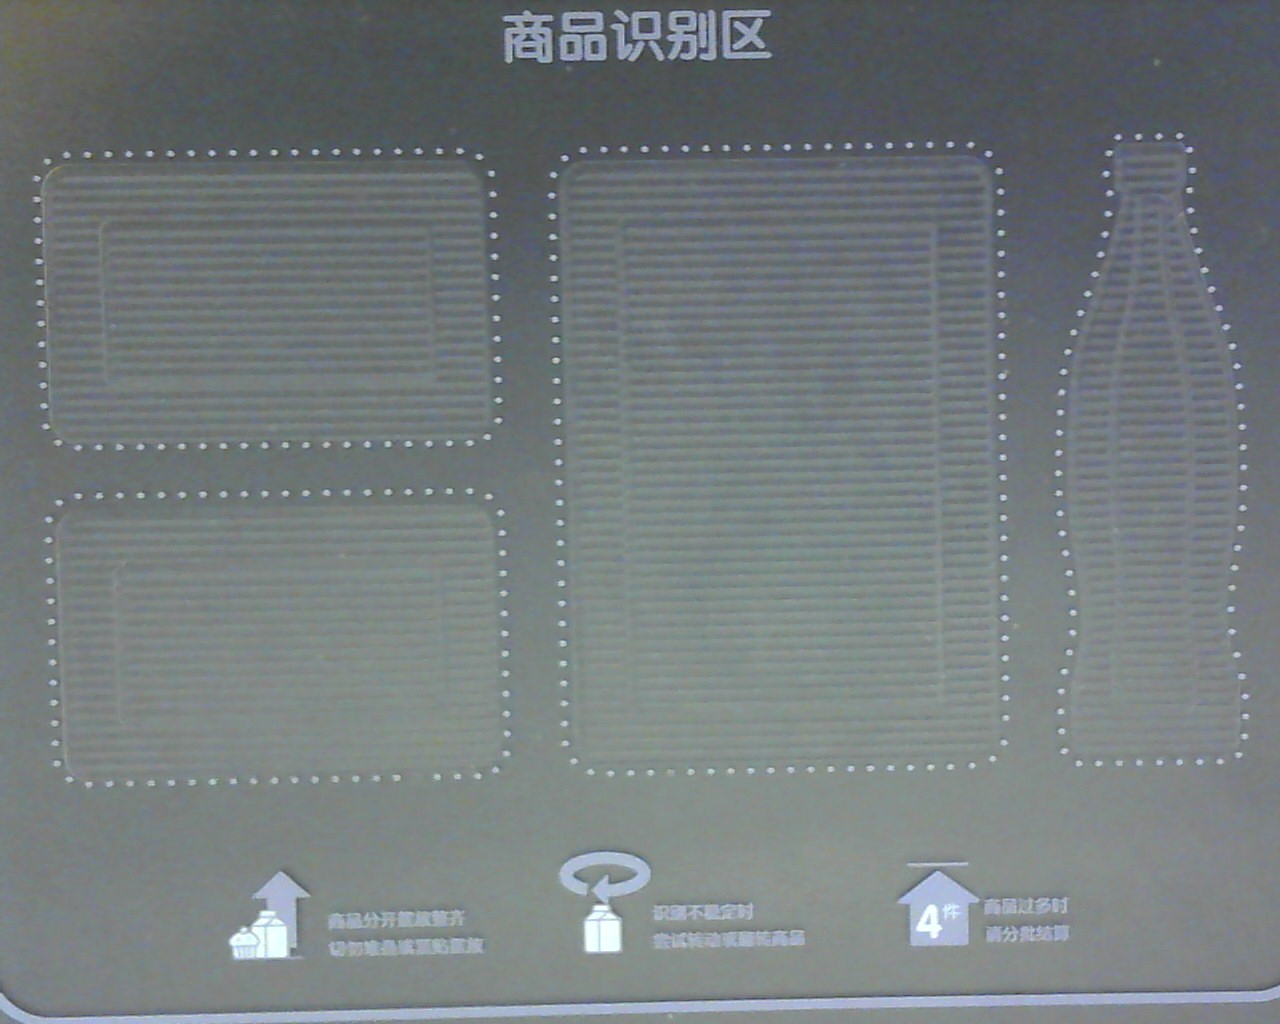 商品识别区
商品分开摆放整齐
切勿堆叠或紧贴摆放
识别不稳定时
尝试转动或翻转商品
4件
商品过多时
请分批结算